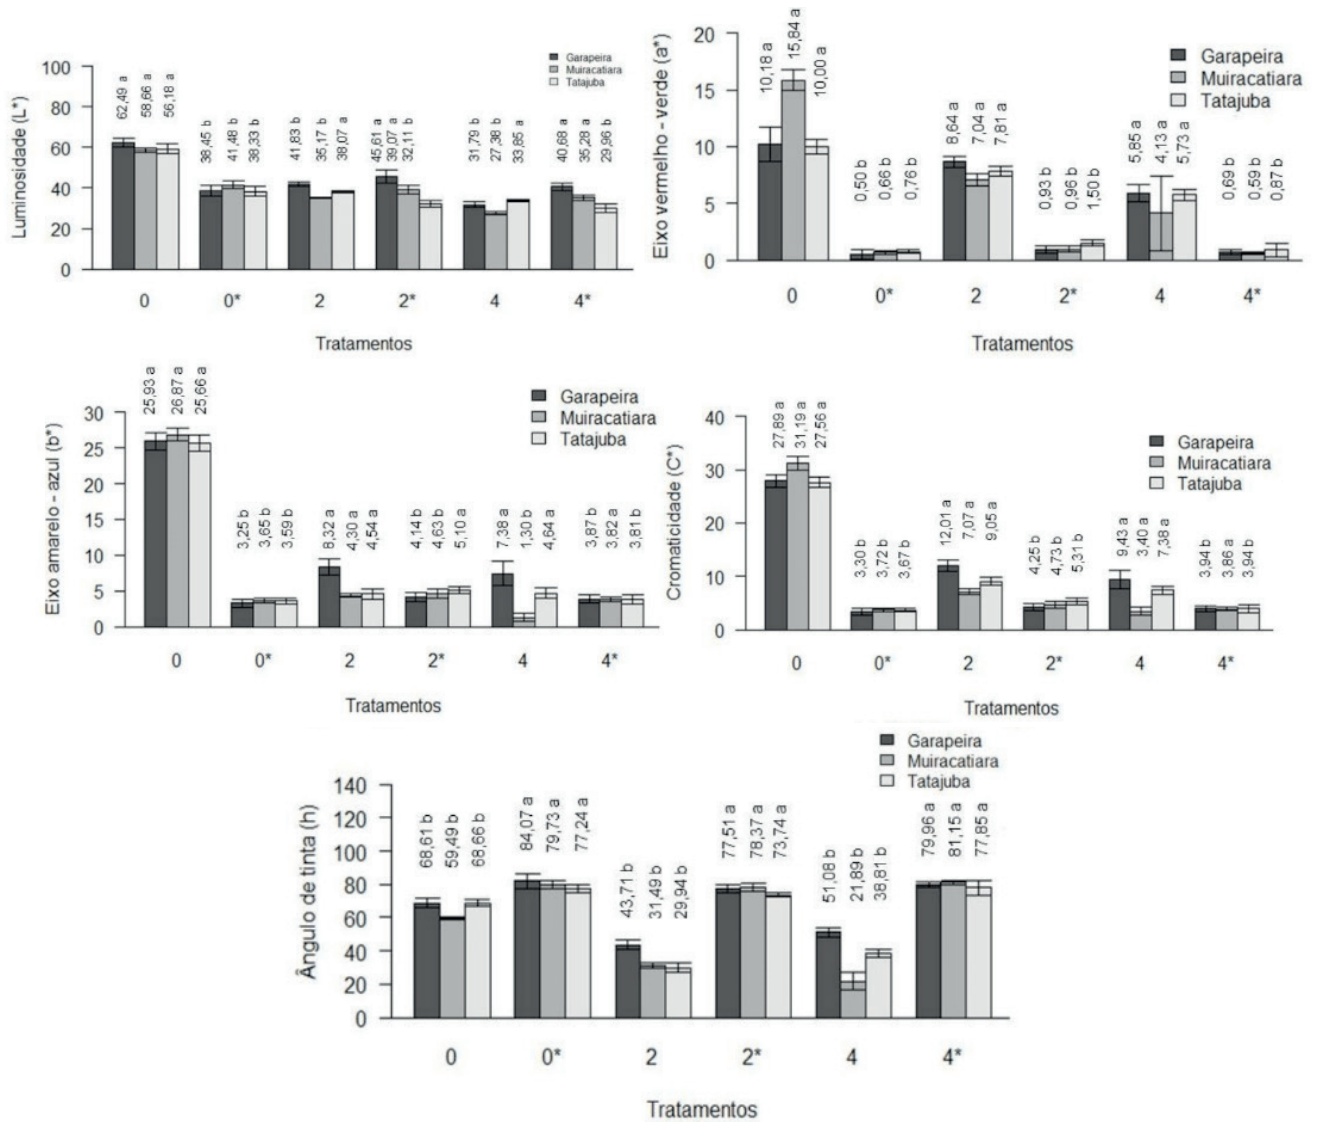 Garapeira
Muiracatiara
Tatajuba
Luminosidade (L*)
100
80
60
40
20
0
62,49 a 58,66 a 56,18 a
38,45 b 41,48 b 38,33 b
41,83 b 35,17 b 38,07 a
45,61 a 39,07 a 32,11 b
31,79 b 27,38 b 33,85 a
40,68 a 35,28 a 29,96 b
0 0* 2 2* 4 4*
Tratamentos
Garapeira
Muiracatiara
Tatajuba
Eixo vermelho - verde (a*)
20
15
10
5
0
10,18 a 15,84 a 10,00 a
0,50 b 0,66 b 0,76 b
8,64 a 7,04 a 7,81 a
0,93 b 0,96 b 1,50 b
5,85 a 4,13 a 5,73 a
0,69 b 0,59 b 0,87 b
0 0* 2 2* 4 4*
Tratamentos
Garapeira
Muiracatiara
Tatajuba
Eixo amarelo - azul (b*)
30
25
20
15
10
5
0
25,93 a 26,87 a 25,66 a
3,25 b 3,65 b 3,59 b
8,32 a 4,30 a 4,54 a
4,14 b 4,63 b 5,10 a
7,38 a 1,30 b 4,64 a
3,87 b 3,82 a 3,81 b
0 0* 2 2* 4 4*
Tratamentos
Garapeira
Muiracatiara
Tatajuba
Cromaticidade (C*)
40
30
20
10
0
27,89 a 31,19 a 27,56 a
3,30 b 3,72 b 3,67 b
12,01 a 7,07 a 9,05 a
4,25 b 4,73 b 5,31 b
9,43 a 3,40 a 7,38 a
3,94 b 3,86 a 3,94 b
0 0* 2 2* 4 4*
Tratamentos
Garapeira
Muiracatiara
Tatajuba
Ângulo de tinta (h)
140
120
100
80
60
40
20
0
68,61 b 59,49 b 68,66 b
84,07 a 79,73 a 77,24 a
43,71 b 31,49 b 29,94 b
77,51 a 78,37 a 73,74 a
51,08 b 21,89 b 38,81 b
79,96 a 81,15 a 77,85 a
0 0* 2 2* 4 4*
Tratamentos